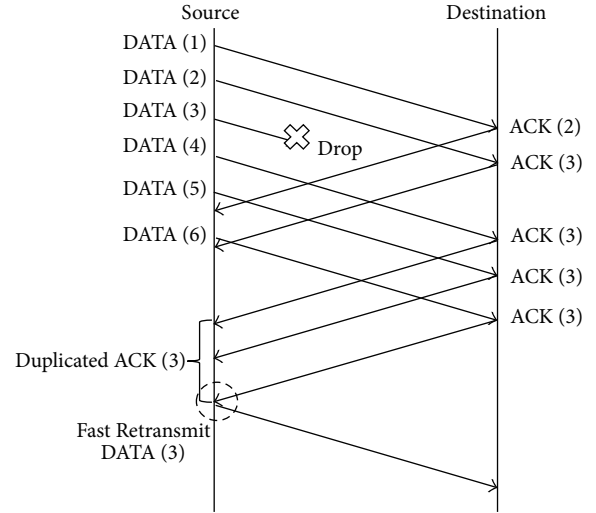 Source
Destination
DATA (1)
DATA (2)
DATA (3)
DATA (4)
DATA (5)
DATA (6)
Drop
ACK (2)
ACK (3)
ACK (3)
ACK (3)
ACK (3)
Duplicated ACK (3)
Fast Retransmit
DATA (3)